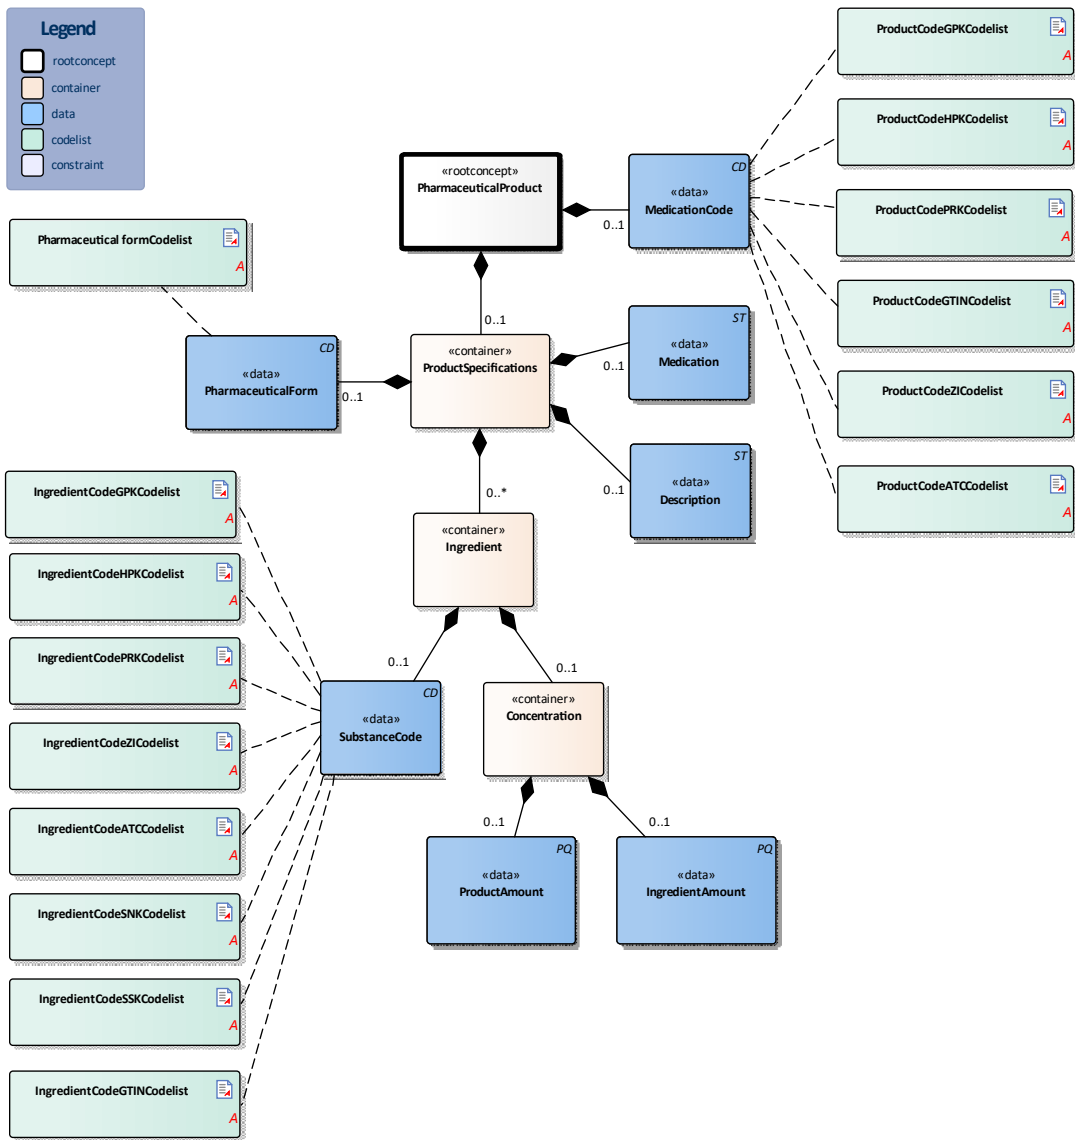 Legend
rootconcept
container
data
codelist
constraint
ProductCodeGPKCodelist
A
ProductCodeHPKCodelist
A
«rootconcept»
PharmaceuticalProduct
CD
«data»
MedicationCode
0..1
ProductCodePRKCodelist
A
Pharmaceutical formCodelist
A
0..1
ProductCodeGTINCodelist
A
CD
«data»
PharmaceuticalForm
0..1
«container»
ProductSpecifications
ST
«data»
Medication
0..1
ProductCodeZICodelist
A
ST
«data»
Description
0..1
ProductCodeATCCodelist
A
0..*
«container»
Ingredient
IngredientCodeGPKCodelist
A
IngredientCodeHPKCodelist
A
IngredientCodePRKCodelist
A
0..1
0..1
CD
«data»
SubstanceCode
«container»
Concentration
IngredientCodeZICodelist
A
IngredientCodeATCCodelist
A
0..1
0..1
PQ
«data»
ProductAmount
PQ
«data»
IngredientAmount
IngredientCodeSNKCodelist
A
IngredientCodeSSKCodelist
A
IngredientCodeGTINCodelist
A